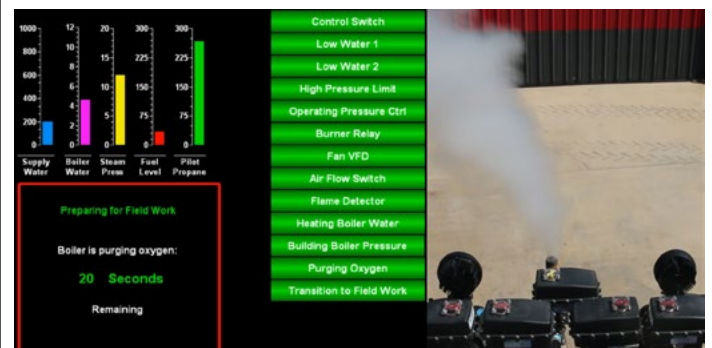 1000
800
600
400
200
0
12
10
8
6
4
2
0
20
15
10
5
0
300
225
150
75
0
300
225
150
75
0
Supply Water
Boiler Water
Steam Press
Fuel Level
Pilot Propane
Preparing for Field Work
Boiler is purging oxygen:
20 Seconds
Remaining
Control Switch
Low Water 1
Low Water 2
High Pressure Limit
Operating Pressure Ctrl
Burner Relay
Fan VFD
Air Flow Switch
Flame Detector
Heating Boiler Water
Building Boiler Pressure
Purging Oxygen
Transition to Field Work